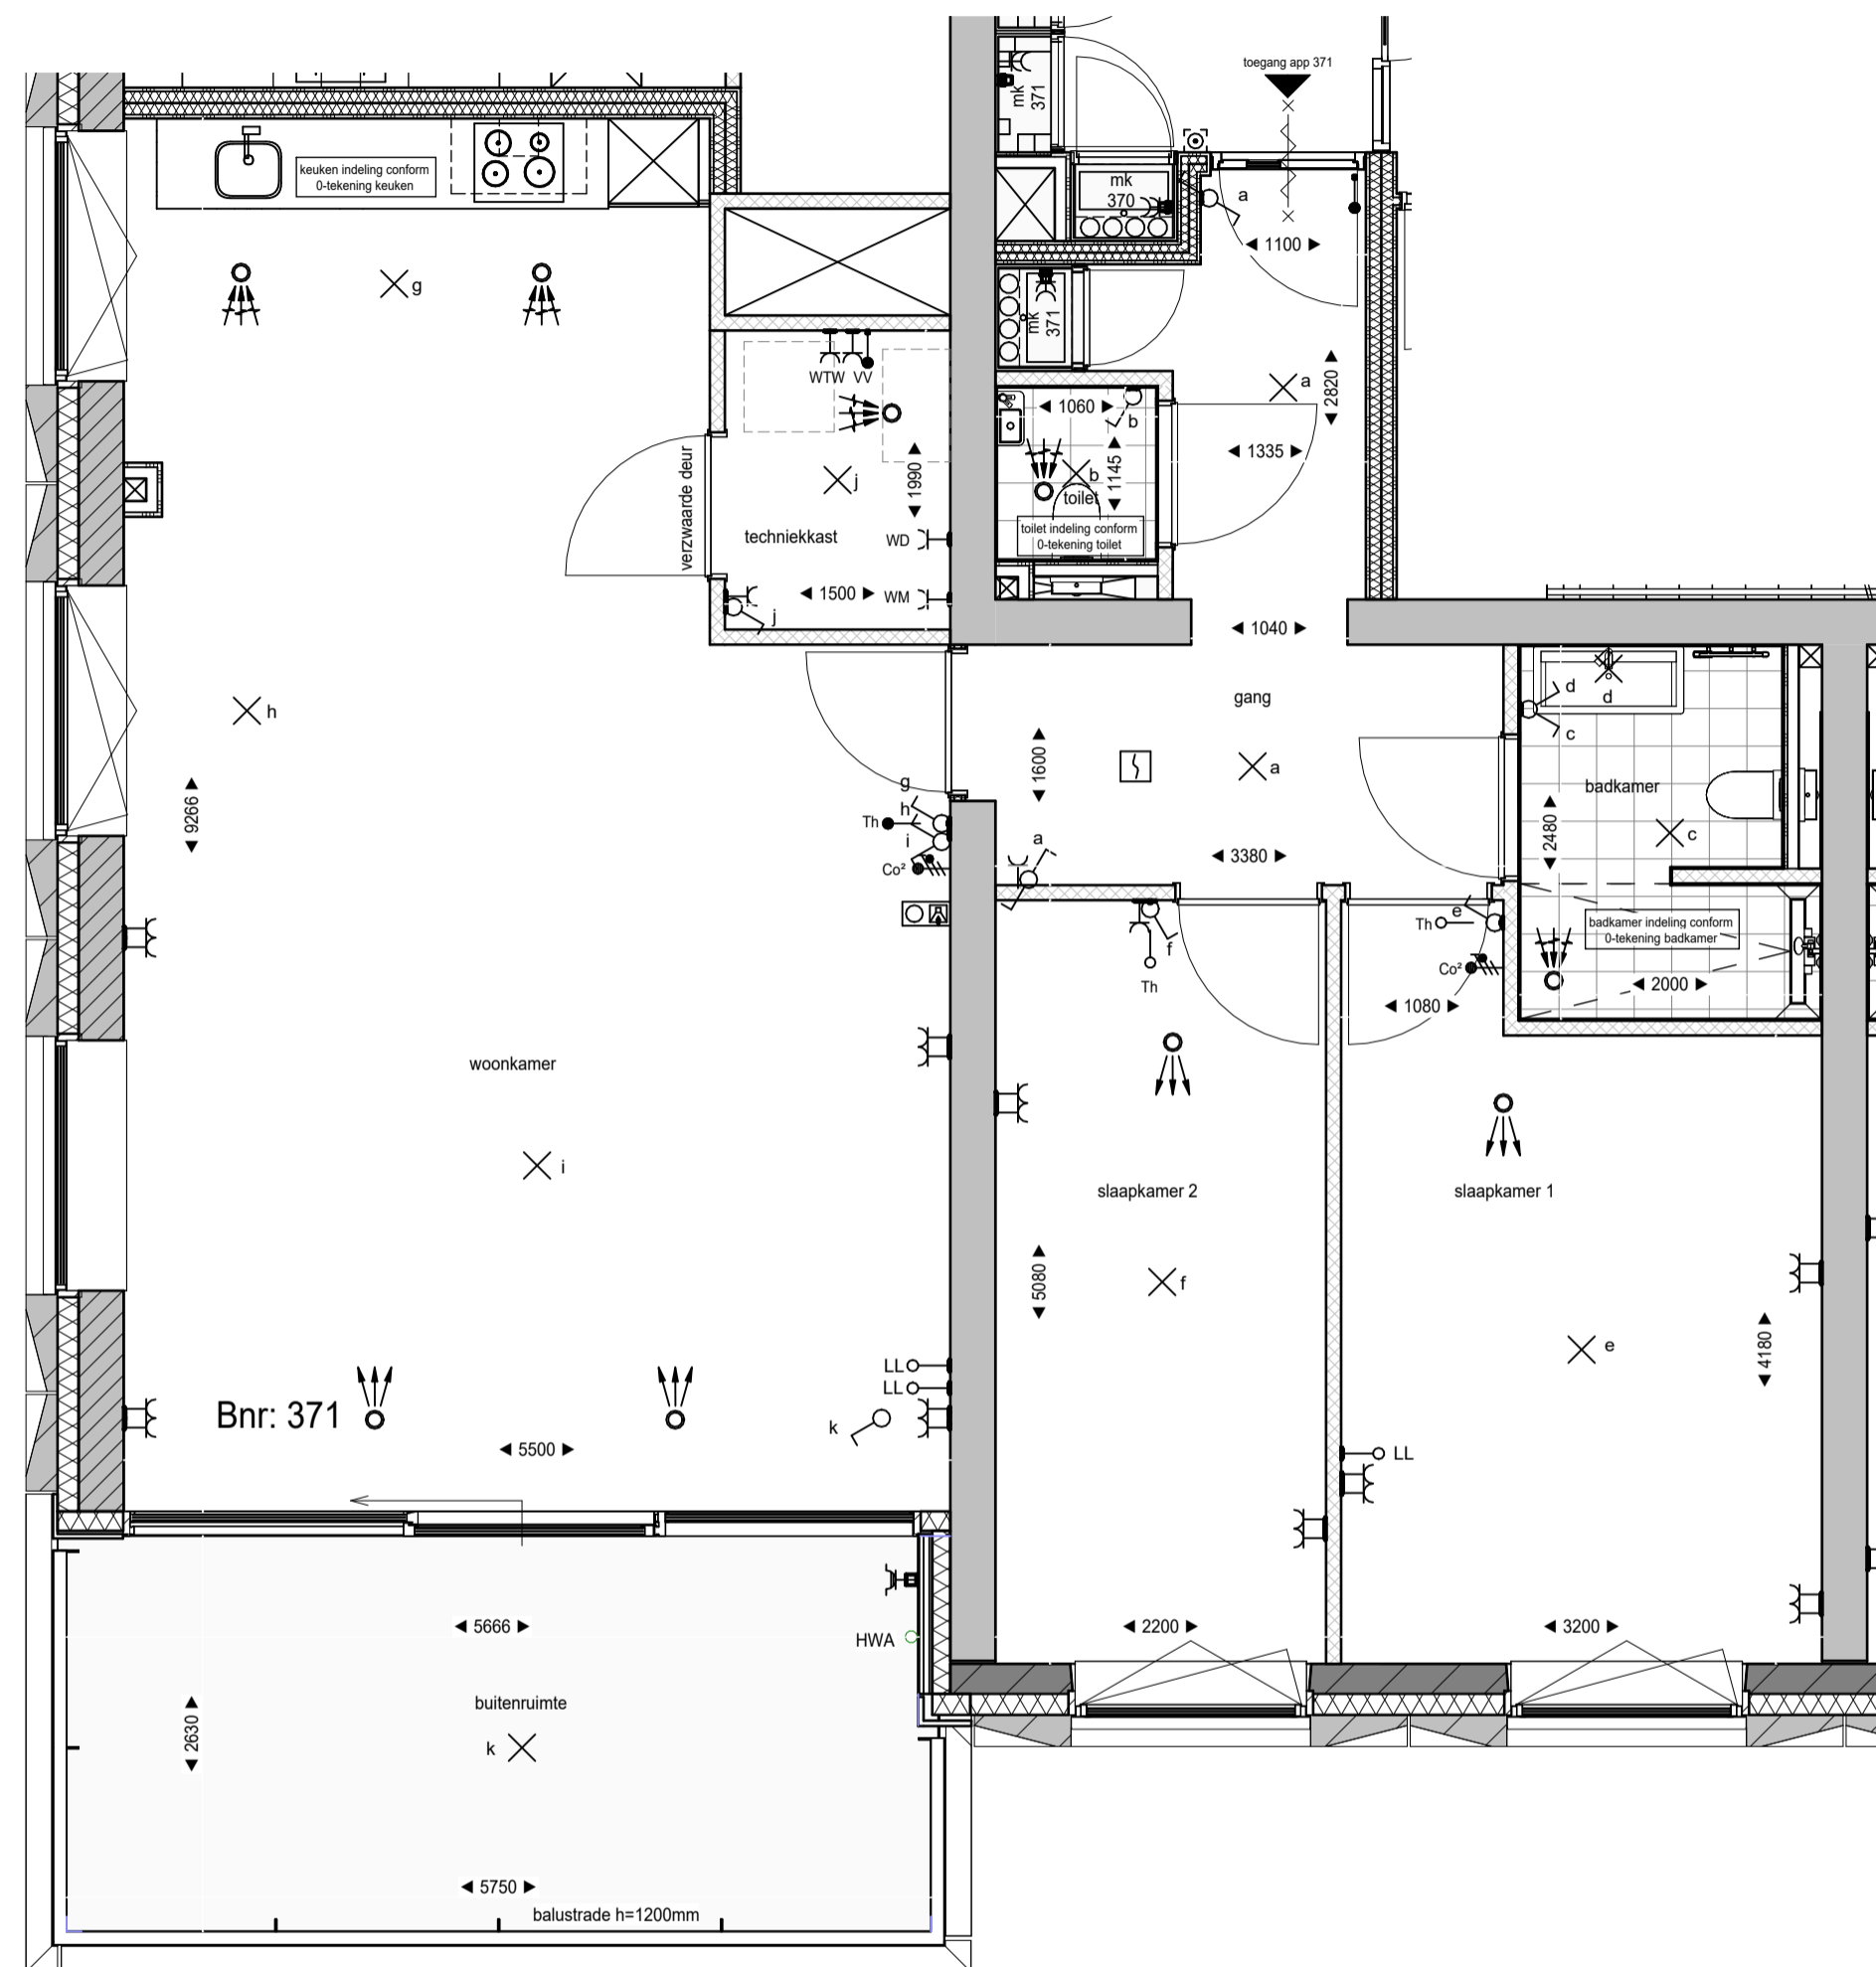 toegang app 371
mk
371
keuken indeling conform
0-tekening keuken
mk
370
a
1100
g
mk
371
WTW VV
a
2820
1060
b
1335
b
1145
toilet
toilet indeling conform
0-tekening toilet
j
1990
verzwaarde deur
techniekkast
WD
1500
WM
j
1040
gang
d
d
c
h
1600
a
badkamer
9266
g
h
Th
i
Co²
2480
c
a
3380
e
Th
f
Th
Co²
1080
badkamer indeling conform
0-tekening badkamer
2000
woonkamer
i
slaapkamer 2
slaapkamer 1
5080
f
e
4180
LL
LL
Bnr: 371
k
5500
LL
5666
HWA
2200
3200
buitenruimte
2630
k
5750
balustrade h=1200mm